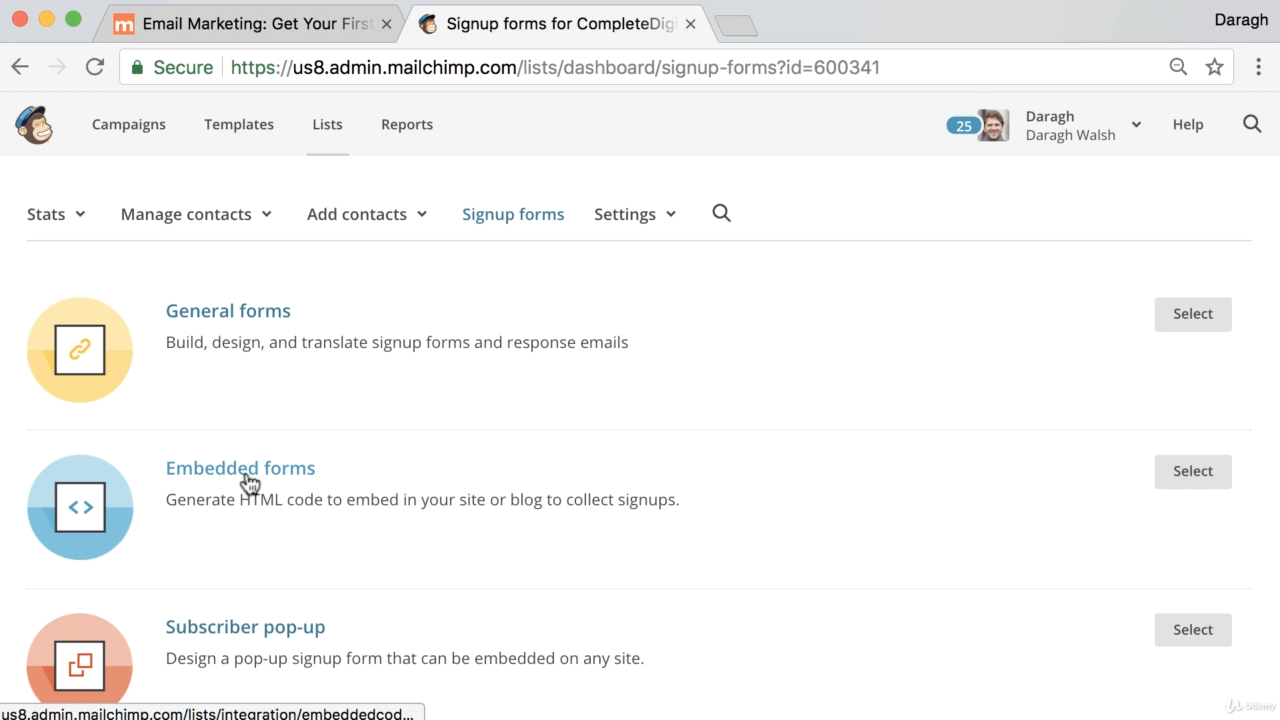 Email Marketing: Get Your First
Signup forms for CompleteDigi
Daragh
Secure https://us8.admin.mailchimp.com/lists/dashboard/signup-forms?id=600341
Campaigns Templates Lists Reports 25 Daragh Help
Daragh Walsh
Stats Manage contacts Add contacts Signup forms Settings
General forms
Select
Build, design, and translate signup forms and response emails
Embedded forms
Select
Generate HTML code to embed in your site or blog to collect signups.
Subscriber pop-up
Select
Design a pop-up signup form that can be embedded on any site.
us8.admin.mailchimp.com/lists/integration/embeddedcod...
Udemy